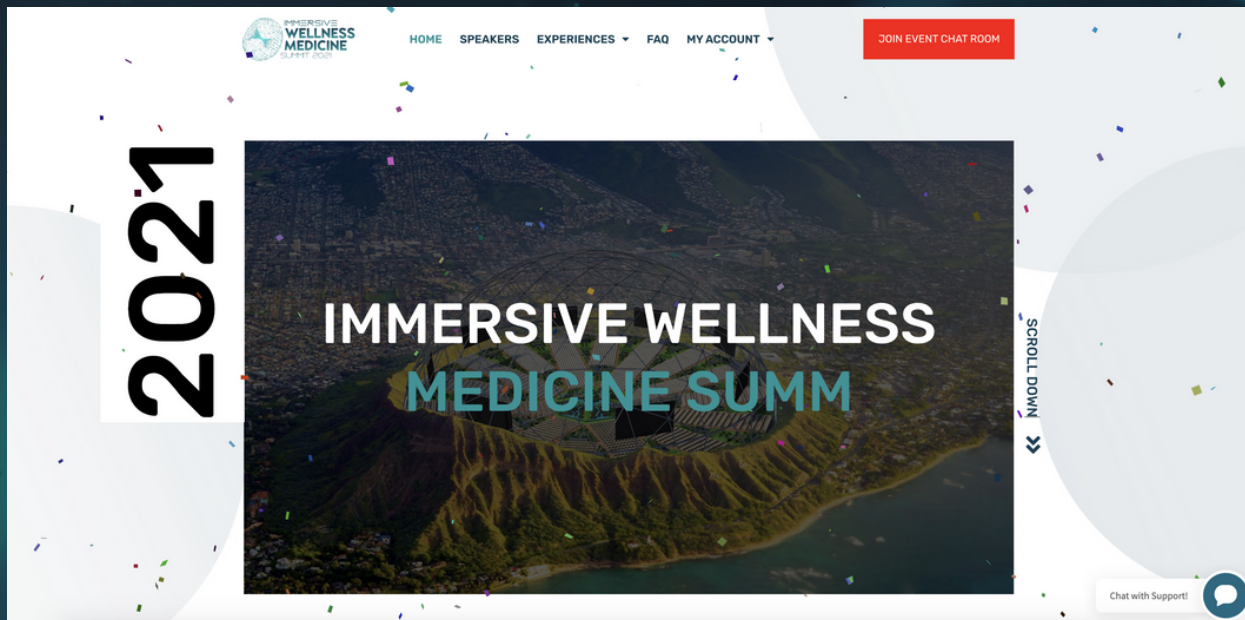 IMMERSIVE
WELLNESS
MEDICINE
SUMMIT 2021
HOME
SPEAKERS
EXPERIENCES
FAQ
MY ACCOUNT
JOIN EVENT CHAT ROOM
2021
IMMERSIVE WELLNESS
MEDICINE SUMM
SCROLL DOWN
Chat with Support!